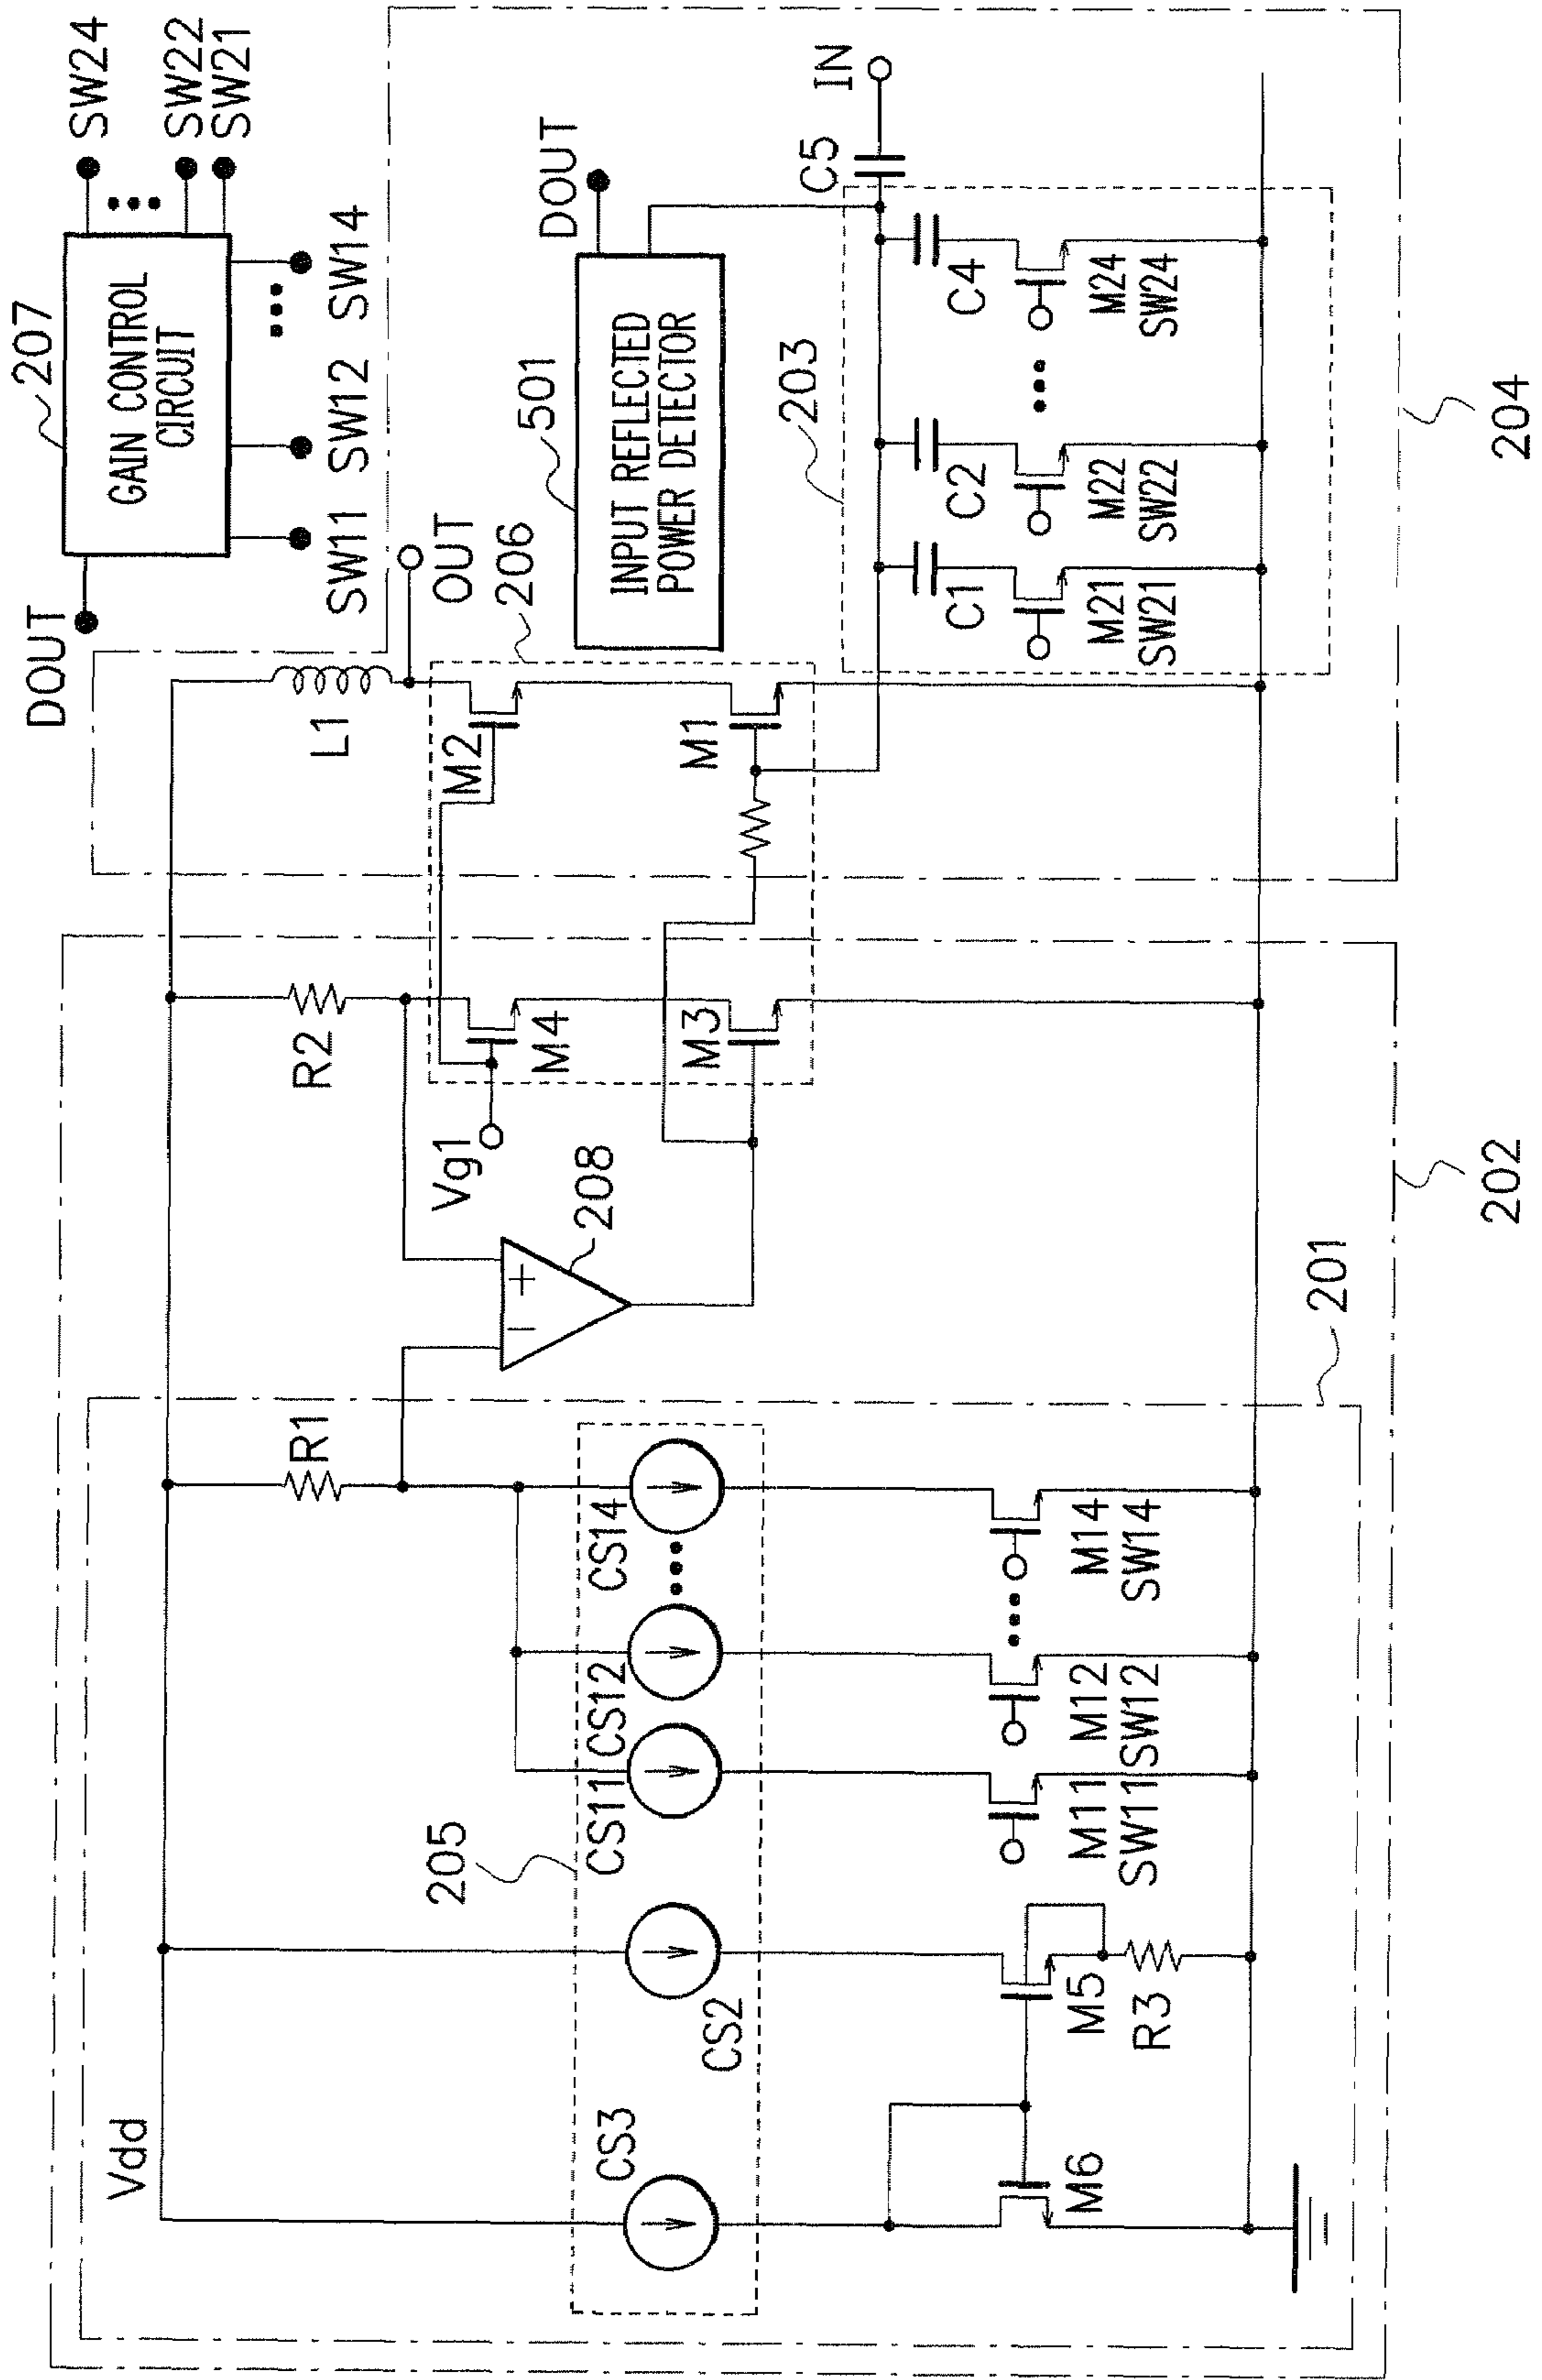 Vdd
CS3
M6
CS2
M5
R3
205
CS11
CS12
CS14
M11
SW11
M12
SW12
M14
SW14
R1
201
202
208
+
−
Vg1
R2
M4
M3
L1
M2
M1
206
OUT
DOUT
207
GAIN CONTROL
CIRCUIT
SW11
SW12
SW14
SW24
SW22
SW21
501
INPUT REFLECTED
POWER DETECTOR
DOUT
203
C1
M21
SW21
C2
M22
SW22
C4
M24
SW24
C5
IN
204